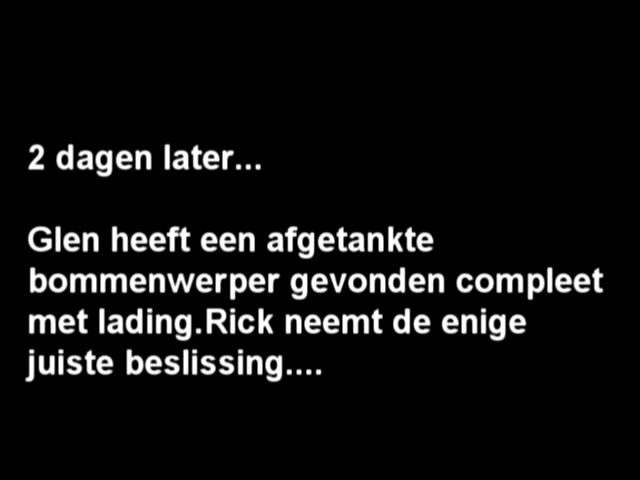 2 dagen later...
Glen heeft een afgetankte
bommenwerper gevonden compleet
met lading.Rick neemt de enige
juiste beslissing....